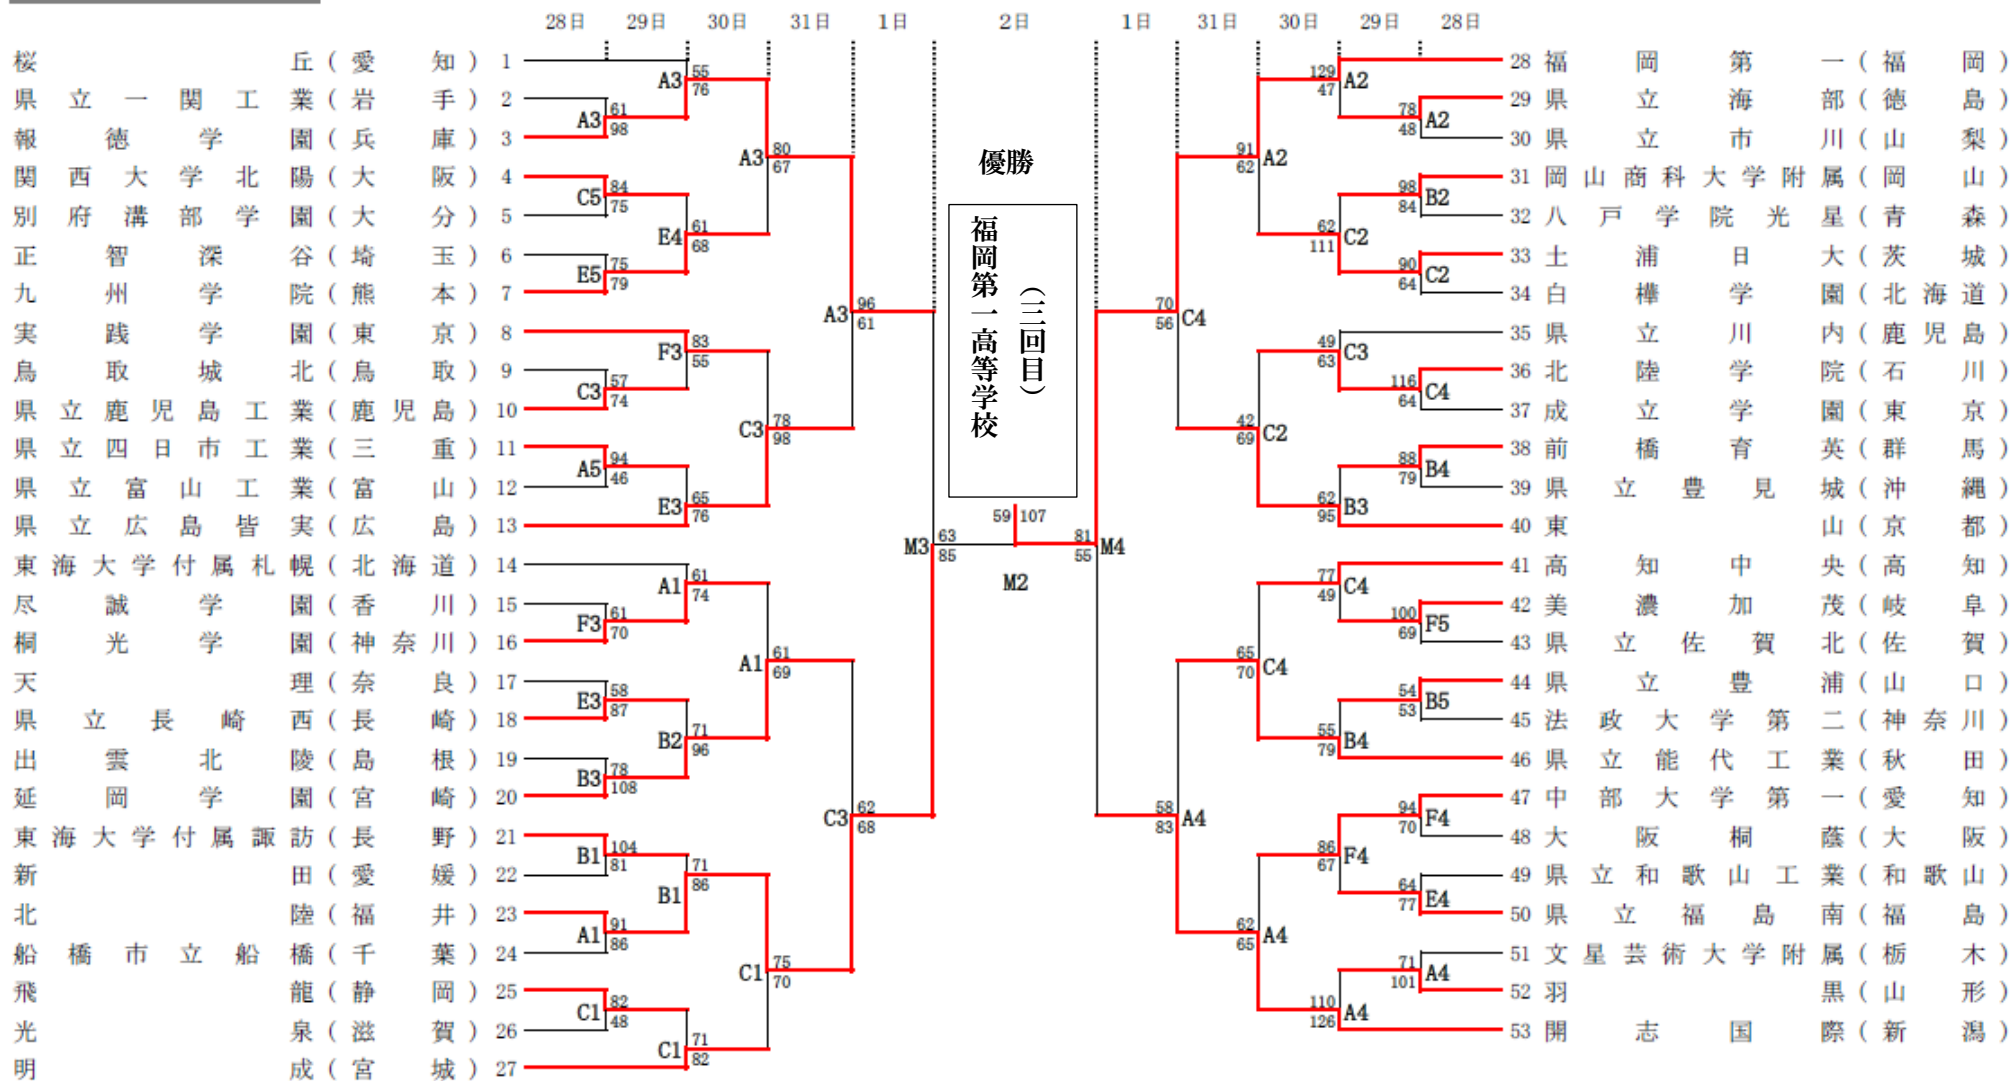 28日 29日 30日 31日 1日 2日 1日 31日 30日 29日 28日
桜丘(愛知) 1
県立一関工業(岩手) 2
報徳学園(兵庫) 3
関西大学北陽(大阪) 4
別府溝部学園(大分) 5
正智深谷(埼玉) 6
九州学院(熊本) 7
実践学園(東京) 8
鳥取城北(鳥取) 9
県立鹿児島工業(鹿児島) 10
県立四日市工業(三重) 11
県立富山工業(富山) 12
県立広島皆実(広島) 13
東海大学付属札幌(北海道) 14
尽誠学園(香川) 15
桐光学園(神奈川) 16
天理(奈良) 17
県立長崎西(長崎) 18
出雲北陵(島根) 19
延岡学園(宮崎) 20
東海大学付属諏訪(長野) 21
新田(愛媛) 22
北陸(福井) 23
船橋市立船橋(千葉) 24
飛龍(静岡) 25
光泉(滋賀) 26
明成(宮城) 27
A3 61 98
C5 84 75
E5 75 79
C3 57 74
A5 94 46
F3 61 70
E3 58 87
B3 78 108
B1 104 81
A1 91 86
C1 82 48
A3 55 76
E4 61 68
F3 83 55
E3 65 76
A1 61 74
B2 71 96
B1 71 86
C1 71 82
A3 80 67
C3 78 98
A1 61 69
C1 75 70
A3 96 61
C3 62 68
M3 63 85
優勝
福岡第一高等学校
(三回目)
59 107
M2
81 55 M4
70 56 C4
58 83 A4
91 62 A2
42 69 C2
65 70 C4
62 65 A4
129 47 A2
62 111 C2
49 63 C3
62 95 B3
77 49 C4
55 79 B4
86 67 F4
110 126 A4
78 48 A2
98 84 B2
90 64 C2
116 64 C4
88 79 B4
100 69 F5
54 53 B5
94 70 F4
64 77 E4
71 101 A4
28 福岡第一(福岡)
29 県立海部(徳島)
30 県立市川(山梨)
31 岡山商科大学附属(岡山)
32 八戸学院光星(青森)
33 土浦日大(茨城)
34 白樺学園(北海道)
35 県立川内(鹿児島)
36 北陸学院(石川)
37 成立学園(東京)
38 前橋育英(群馬)
39 県立豊見城(沖縄)
40 東山(京都)
41 高知中央(高知)
42 美濃加茂(岐阜)
43 県立佐賀北(佐賀)
44 県立豊浦(山口)
45 法政大学第二(神奈川)
46 県立能代工業(秋田)
47 中部大学第一(愛知)
48 大阪桐蔭(大阪)
49 県立和歌山工業(和歌山)
50 県立福島南(福島)
51 文星芸術大学附属(栃木)
52 羽黒(山形)
53 開志国際(新潟)